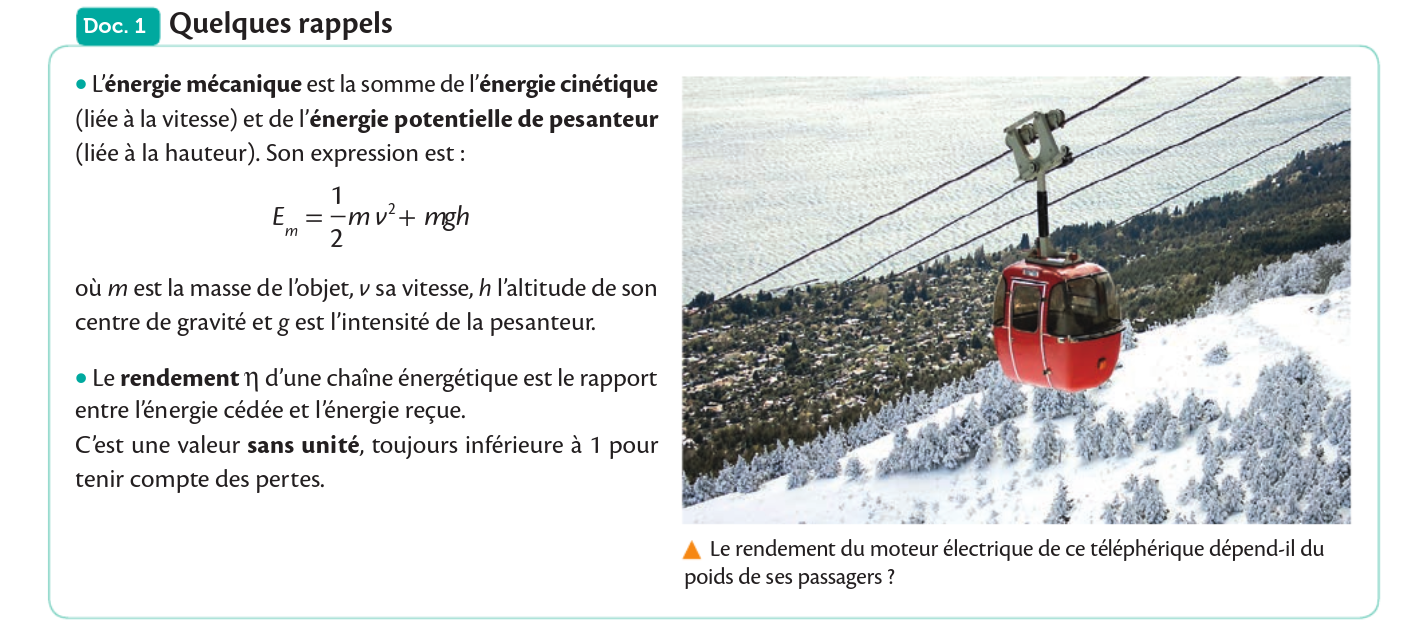 Doc. 1 Quelques rappels
• L’énergie mécanique est la somme de l’énergie cinétique
(liée à la vitesse) et de l’énergie potentielle de pesanteur
(liée à la hauteur). Son expression est :
E_m = 1/2 m v² + mgh
où m est la masse de l’objet, v sa vitesse, h l’altitude de son
centre de gravité et g est l’intensité de la pesanteur.
• Le rendement η d’une chaîne énergétique est le rapport
entre l’énergie cédée et l’énergie reçue.
C’est une valeur sans unité, toujours inférieure à 1 pour
tenir compte des pertes.
▲ Le rendement du moteur électrique de ce téléphérique dépend-il du
poids de ses passagers ?